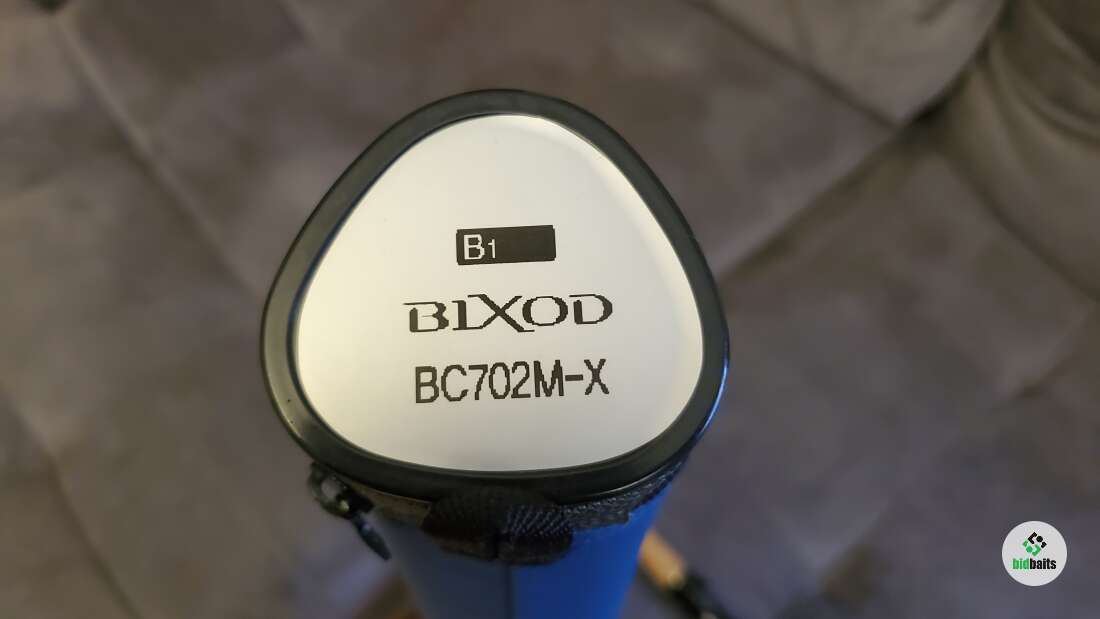 B1
BIXOD
BC702M-X
bidbaits